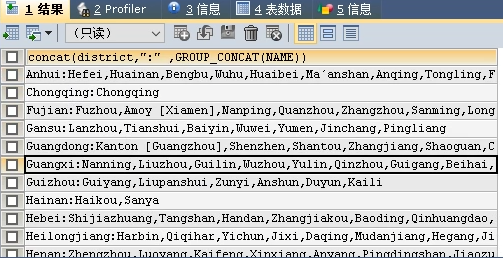 1 结果 2 Profiler 3 信息 4 表数据 5 信息
(只读)
concat(district,":" ,GROUP_CONCAT(NAME))
Anhui:Hefei,Huainan,Bengbu,Wuhu,Huaibei,Ma´anshan,Anqing,Tongling,F
Chongqing:Chongqing
Fujian:Fuzhou,Amoy [Xiamen],Nanping,Quanzhou,Zhangzhou,Sanming,Long
Gansu:Lanzhou,Tianshui,Baiyin,Wuwei,Yumen,Jinchang,Pingliang
Guangdong:Kanton [Guangzhou],Shenzhen,Shantou,Zhangjiang,Shaoguan,C
Guangxi:Nanning,Liuzhou,Guilin,Wuzhou,Yulin,Qinzhou,Guigang,Beihai,
Guizhou:Guiyang,Liupanshui,Zunyi,Anshun,Duyun,Kaili
Hainan:Haikou,Sanya
Hebei:Shijiazhuang,Tangshan,Handan,Zhangjiakou,Baoding,Qinhuangdao,
Heilongjiang:Harbin,Qiqihar,Yichun,Jixi,Daqing,Mudanjiang,Hegang,Ji
Henan:Zhengzhou,Luoyang,Kaifeng,Xinxiang,Anyang,Pingdingshan,Jiaozu